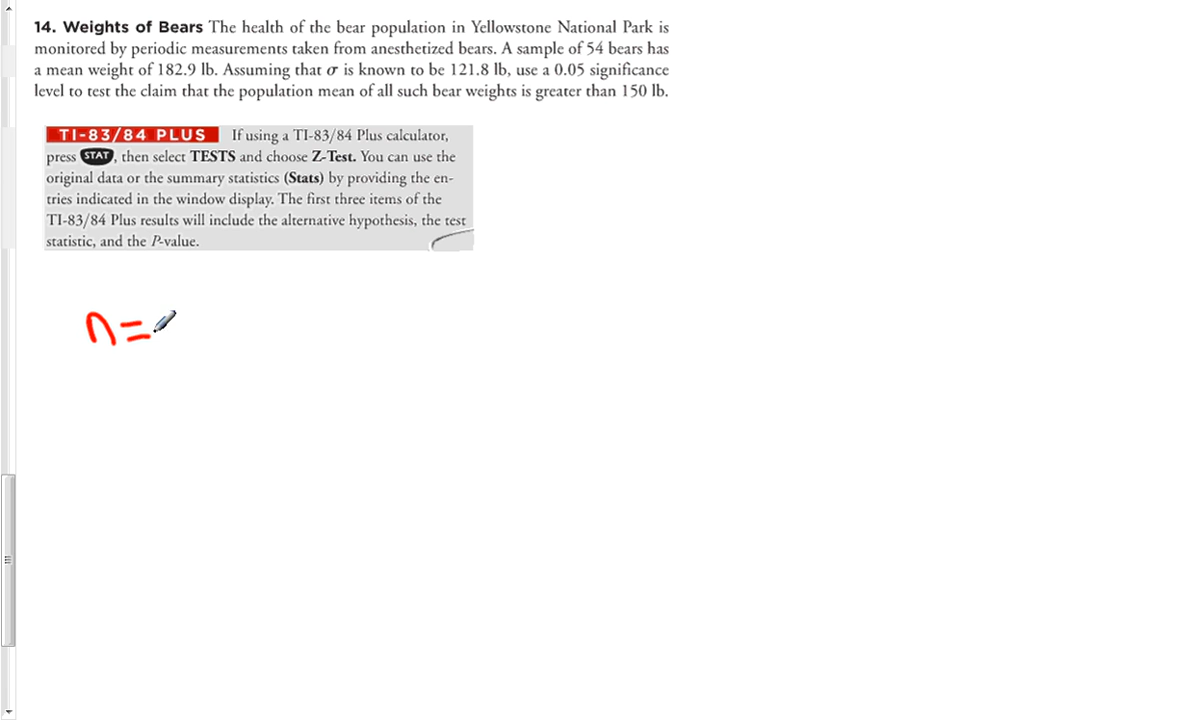 14. Weights of Bears The health of the bear population in Yellowstone National Park is
monitored by periodic measurements taken from anesthetized bears. A sample of 54 bears has
a mean weight of 182.9 lb. Assuming that σ is known to be 121.8 lb, use a 0.05 significance
level to test the claim that the population mean of all such bear weights is greater than 150 lb.
TI-83/84 PLUS If using a TI-83/84 Plus calculator,
press STAT, then select TESTS and choose Z-Test. You can use the
original data or the summary statistics (Stats) by providing the en-
tries indicated in the window display. The first three items of the
TI-83/84 Plus results will include the alternative hypothesis, the test
statistic, and the P-value.
n=